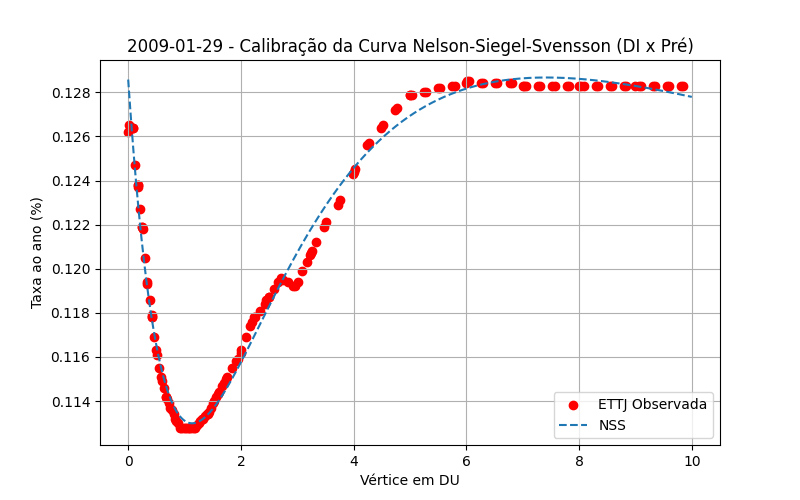 2009-01-29 - Calibração da Curva Nelson-Siegel-Svensson (DI x Pré)
Taxa ao ano (%)
0.128
0.126
0.124
0.122
0.120
0.118
0.116
0.114
ETTJ Observada
NSS
0 2 4 6 8 10
Vértice em DU